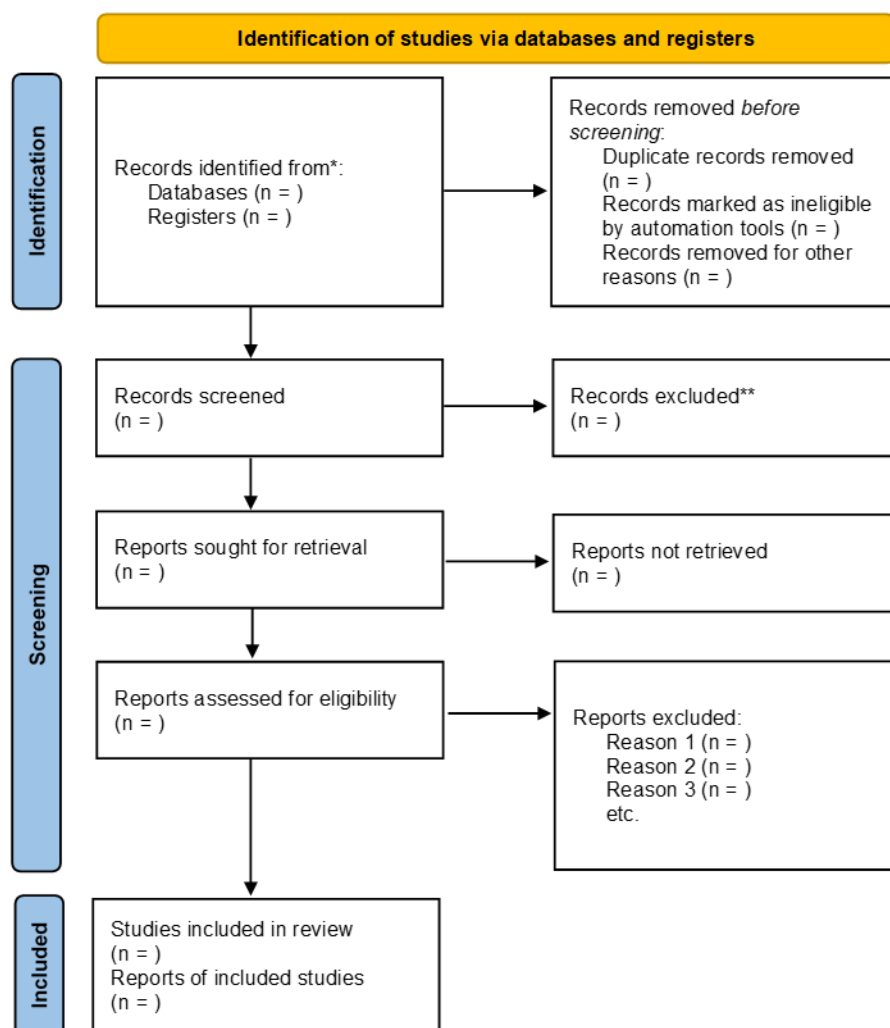 Identification of studies via databases and registers
Identification
Records identified from*:
Databases (n = )
Registers (n = )
Records removed before
screening:
Duplicate records removed
(n = )
Records marked as ineligible
by automation tools (n = )
Records removed for other
reasons (n = )
Screening
Records screened
(n = )
Records excluded**
(n = )
Reports sought for retrieval
(n = )
Reports not retrieved
(n = )
Reports assessed for eligibility
(n = )
Reports excluded:
Reason 1 (n = )
Reason 2 (n = )
Reason 3 (n = )
etc.
Included
Studies included in review
(n = )
Reports of included studies
(n = )